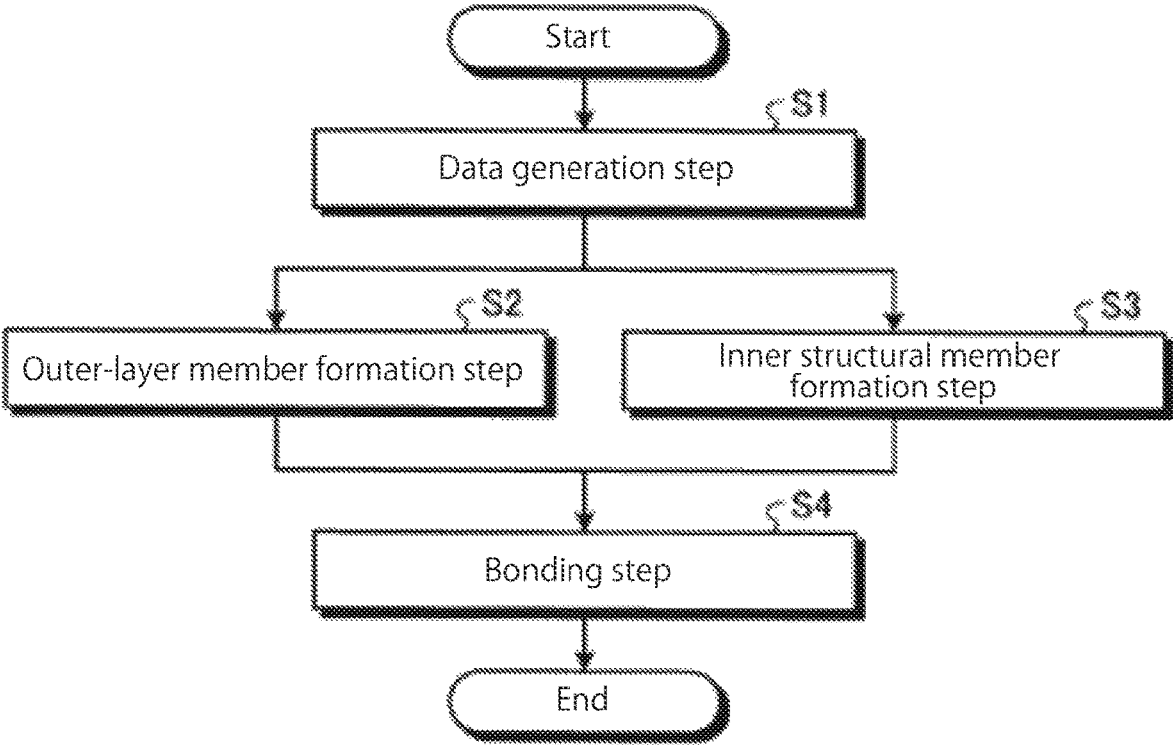 Start
S1
Data generation step
S2
Outer-layer member formation step
S3
Inner structural member
formation step
S4
Bonding step
End